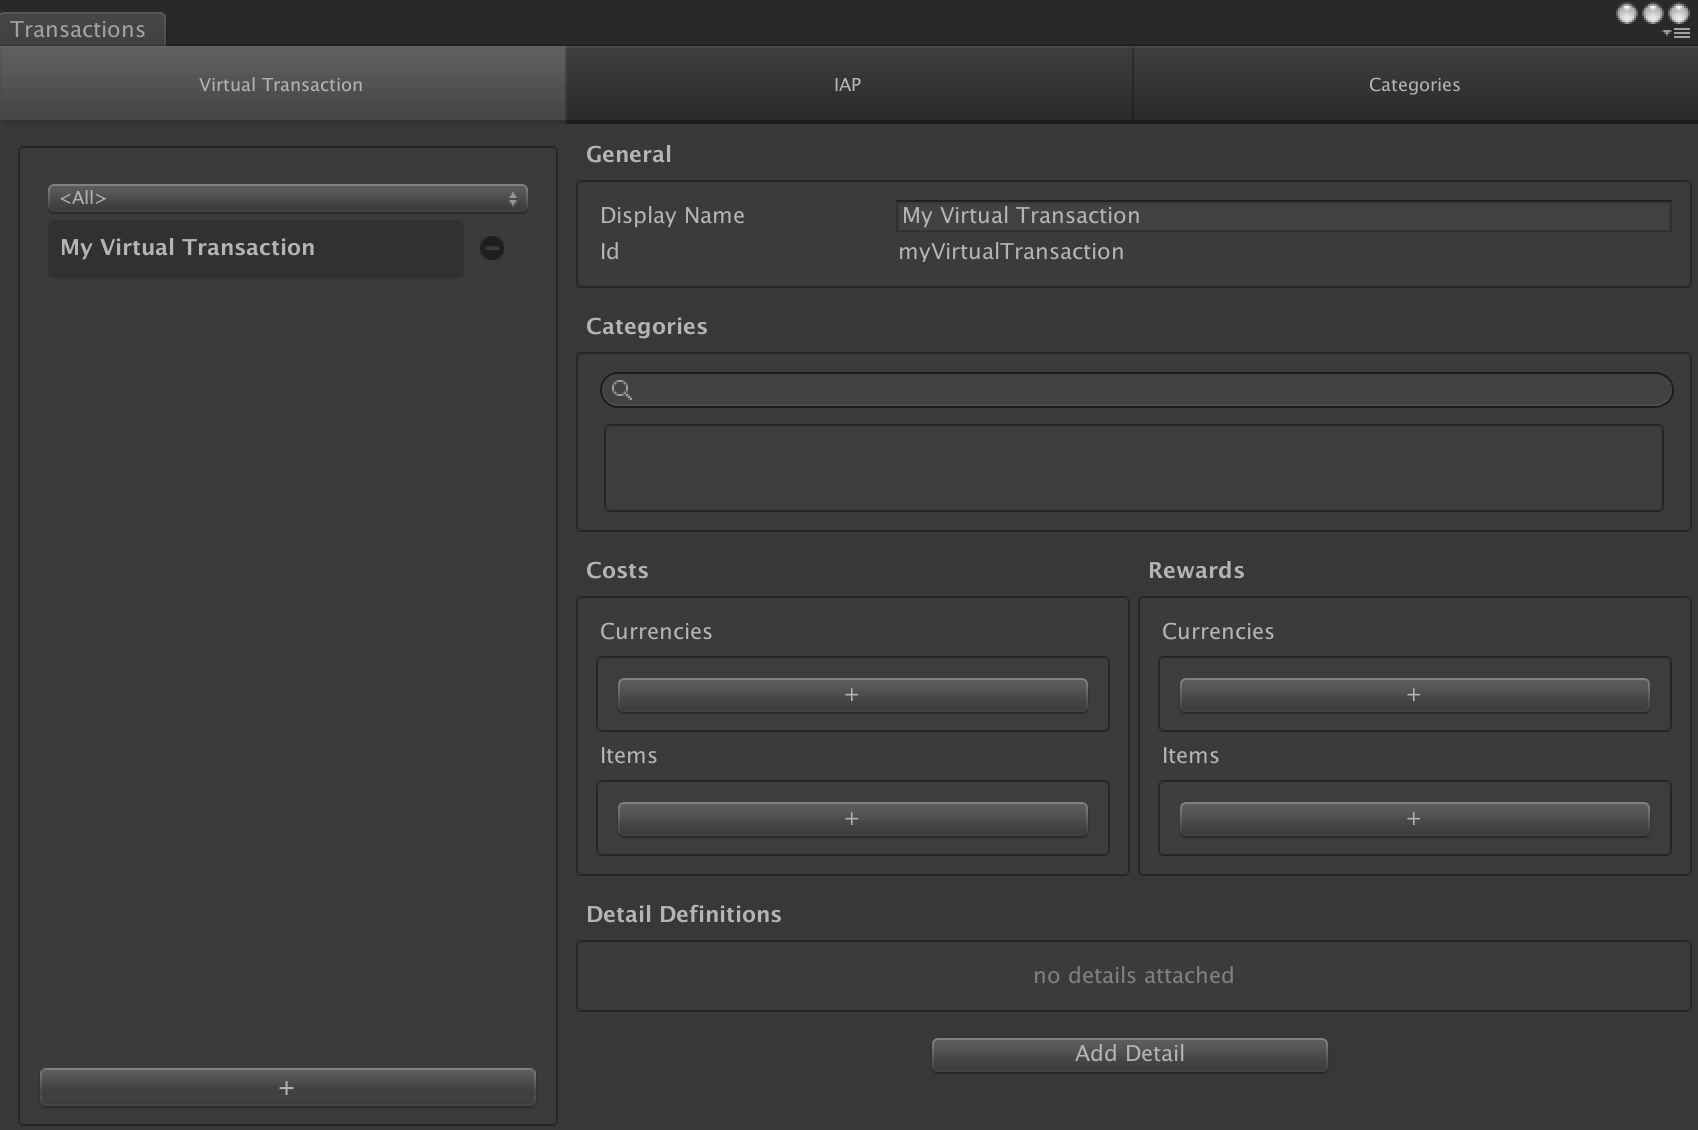 Transactions
Virtual Transaction
IAP
Categories
<All>
My Virtual Transaction
+
General
Display Name My Virtual Transaction
Id myVirtualTransaction
Categories
Costs
Currencies
+
Items
+
Rewards
Currencies
+
Items
+
Detail Definitions
no details attached
Add Detail